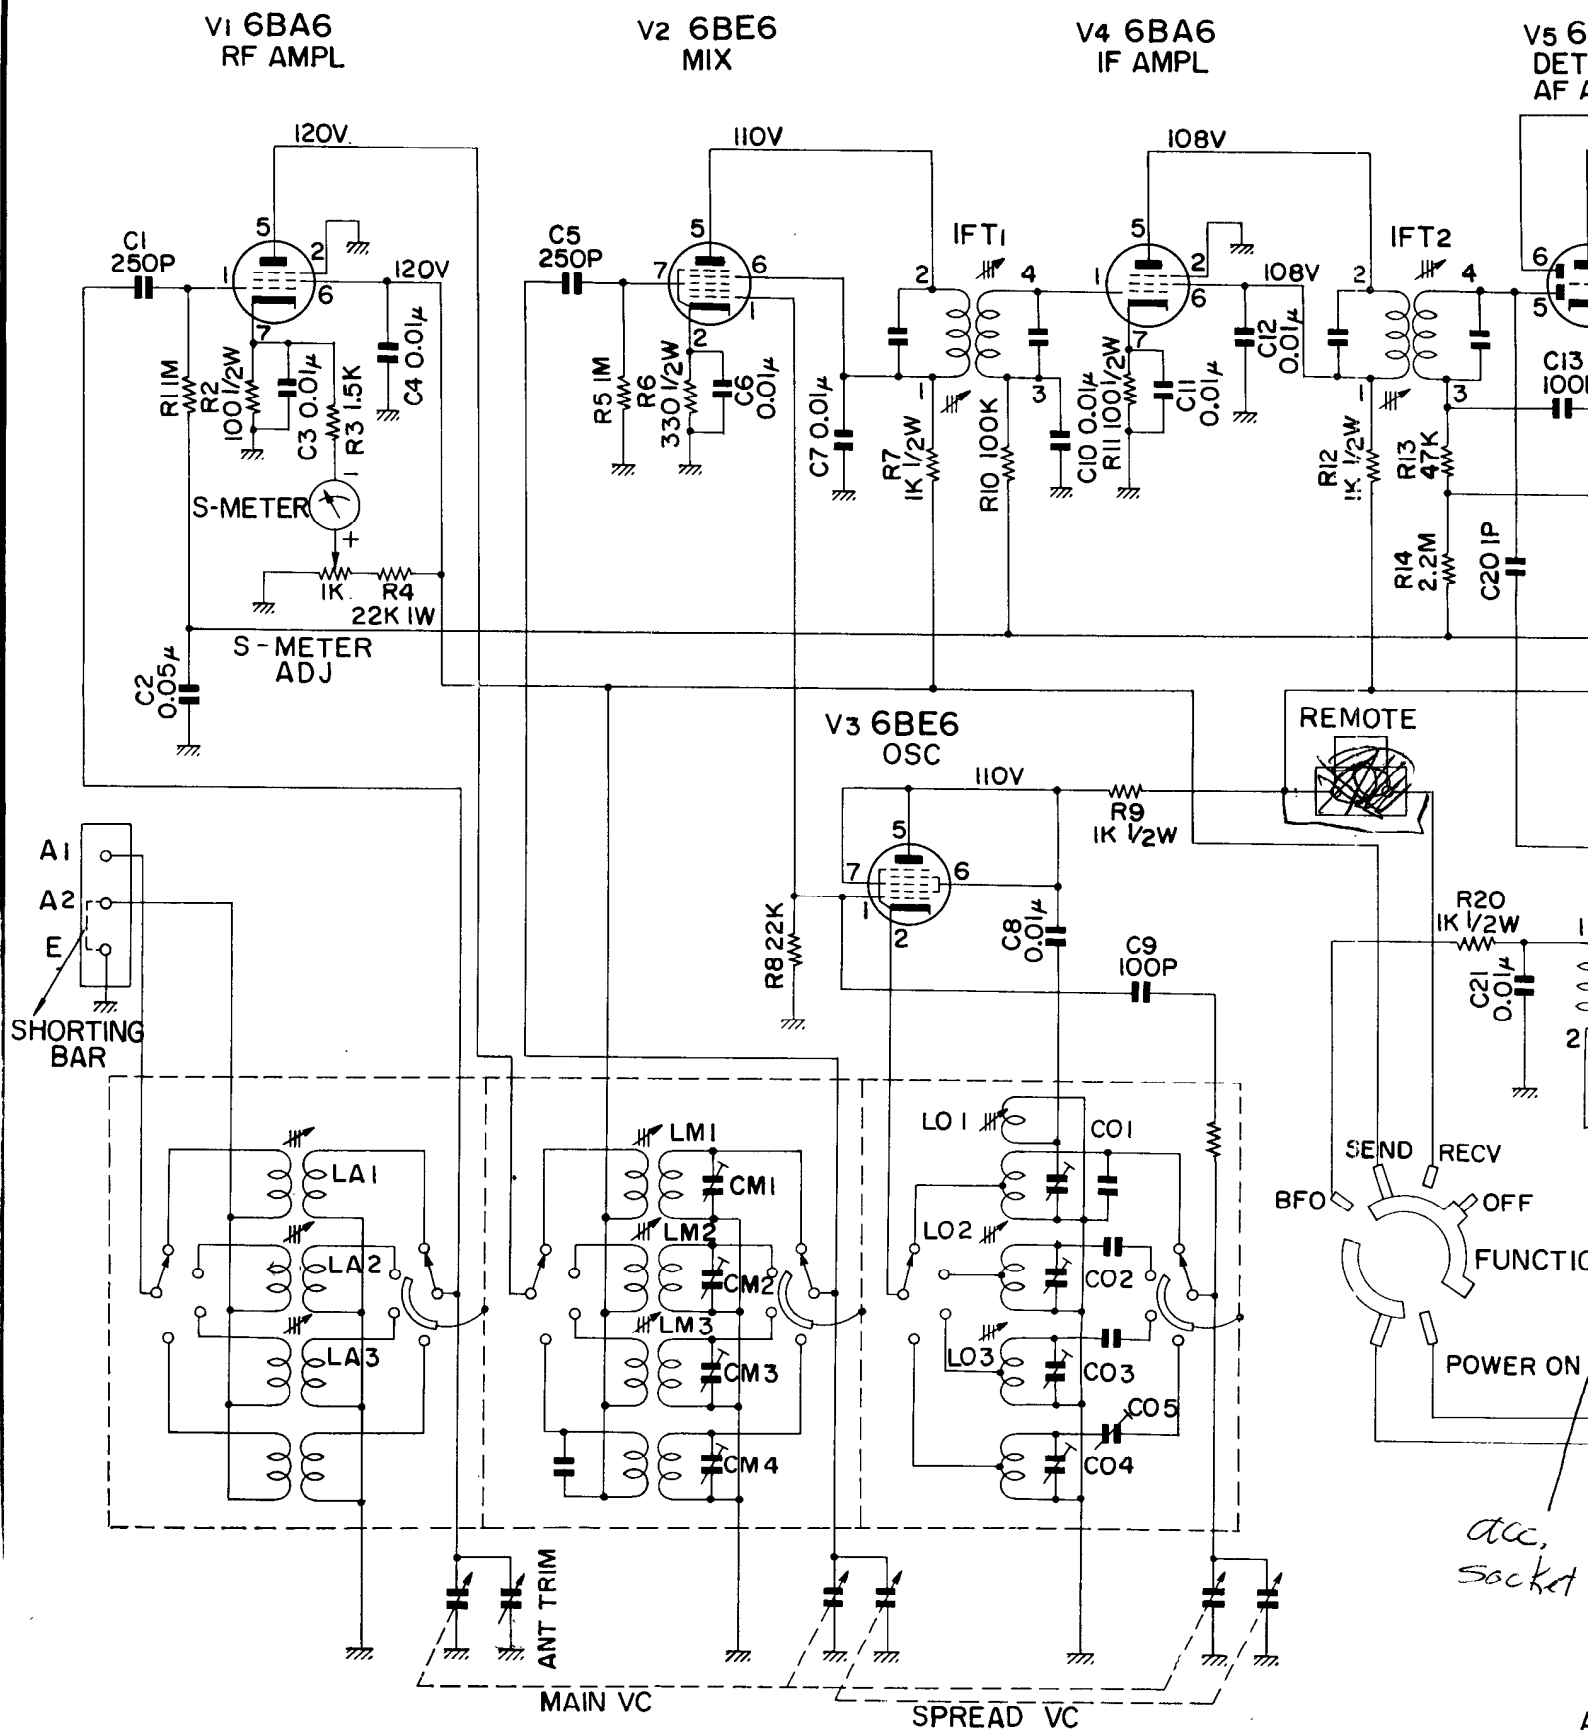 V1 6BA6
RF AMPL
V2 6BE6
MIX
V4 6BA6
IF AMPL
V5 6
DET
AF A
120V
110V
108V
5
2
1
6
7
C1
250P
120V
R1 1M
R2
100 1/2W
C3 0.01μ
R3 1.5K
C4 0.01μ
-
S-METER
+
1K
R4
22K 1W
S-METER
ADJ
C2
0.05μ
C5
250P
5
7
6
1
2
R5 1M
R6
330 1/2W
C6
0.01μ
C7 0.01μ
IFT1
2
4
1
3
R7
1K 1/2W
R10 100K
C10 0.01μ
5
1
2
6
7
R11 100 1/2W
C11
0.01μ
108V
C12
0.01μ
IFT2
2
4
1
3
R12
1K 1/2W
R13
47K
R14
2.2M
C20 1P
6
5
C13
100P
V3 6BE6
OSC
110V
5
7
6
1
2
R8 22K
C8
0.01μ
R9
1K 1/2W
C9
100P
REMOTE
R20
1K 1/2W
C21
0.01μ
1
2
A1
A2
E
SHORTING
BAR
LA1
LA2
LA3
LM1
CM1
LM2
CM2
LM3
CM3
CM4
LO1
CO1
LO2
CO2
LO3
CO3
CO5
CO4
SEND
RECV
BFO
OFF
FUNCTIO
POWER ON
acc.
socket
ANT TRIM
MAIN VC
SPREAD VC